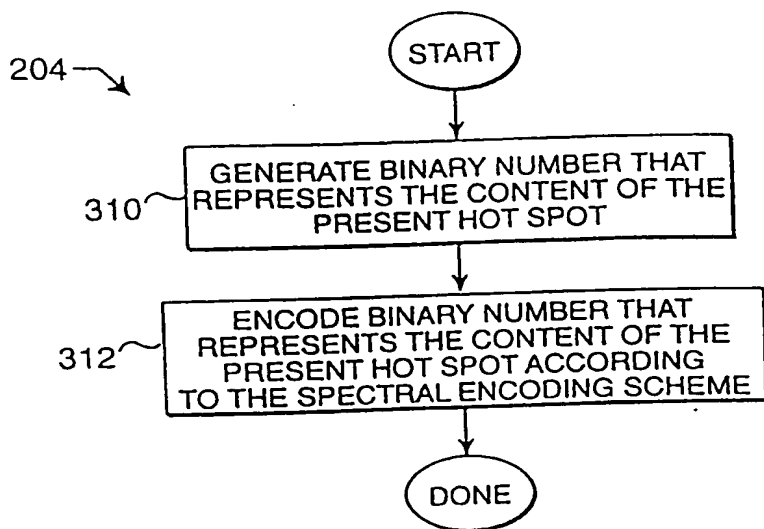 START
204
GENERATE BINARY NUMBER THAT
REPRESENTS THE CONTENT OF THE
PRESENT HOT SPOT
310
ENCODE BINARY NUMBER THAT
REPRESENTS THE CONTENT OF THE
PRESENT HOT SPOT ACCORDING
TO THE SPECTRAL ENCODING SCHEME
312
DONE